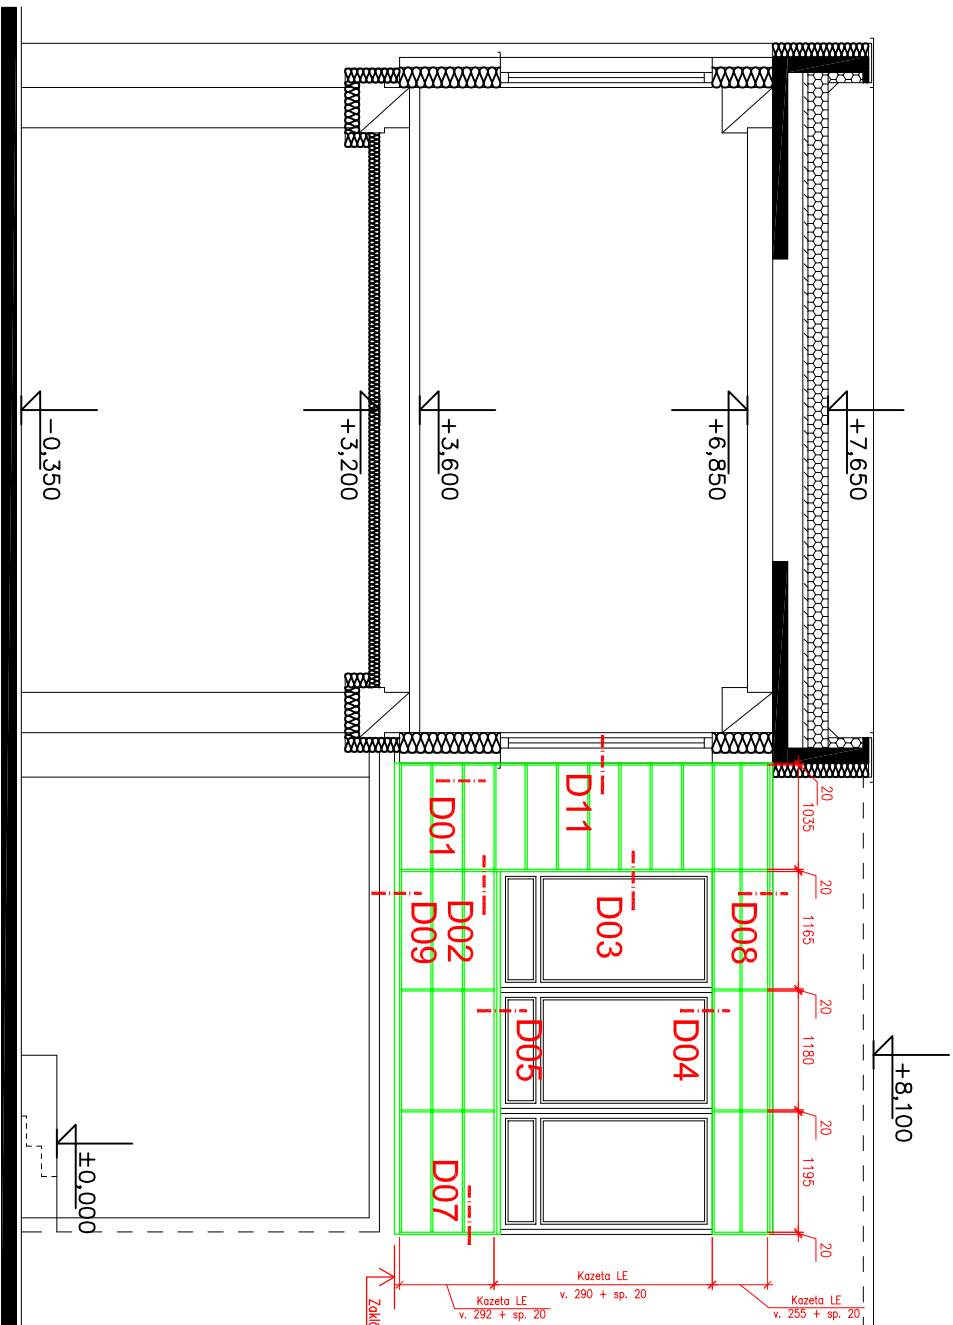 +7,650
+6,850
+3,600
+3,200
-0,350
+8,100
±0,000
20
1035
20
1165
20
1180
20
1195
20
D11
D01
D08
D03
D02
D09
D04
D05
D07
Kazeta LE
v. 255 + sp. 20
Kazeta LE
v. 290 + sp. 20
Kazeta LE
v. 292 + sp. 20